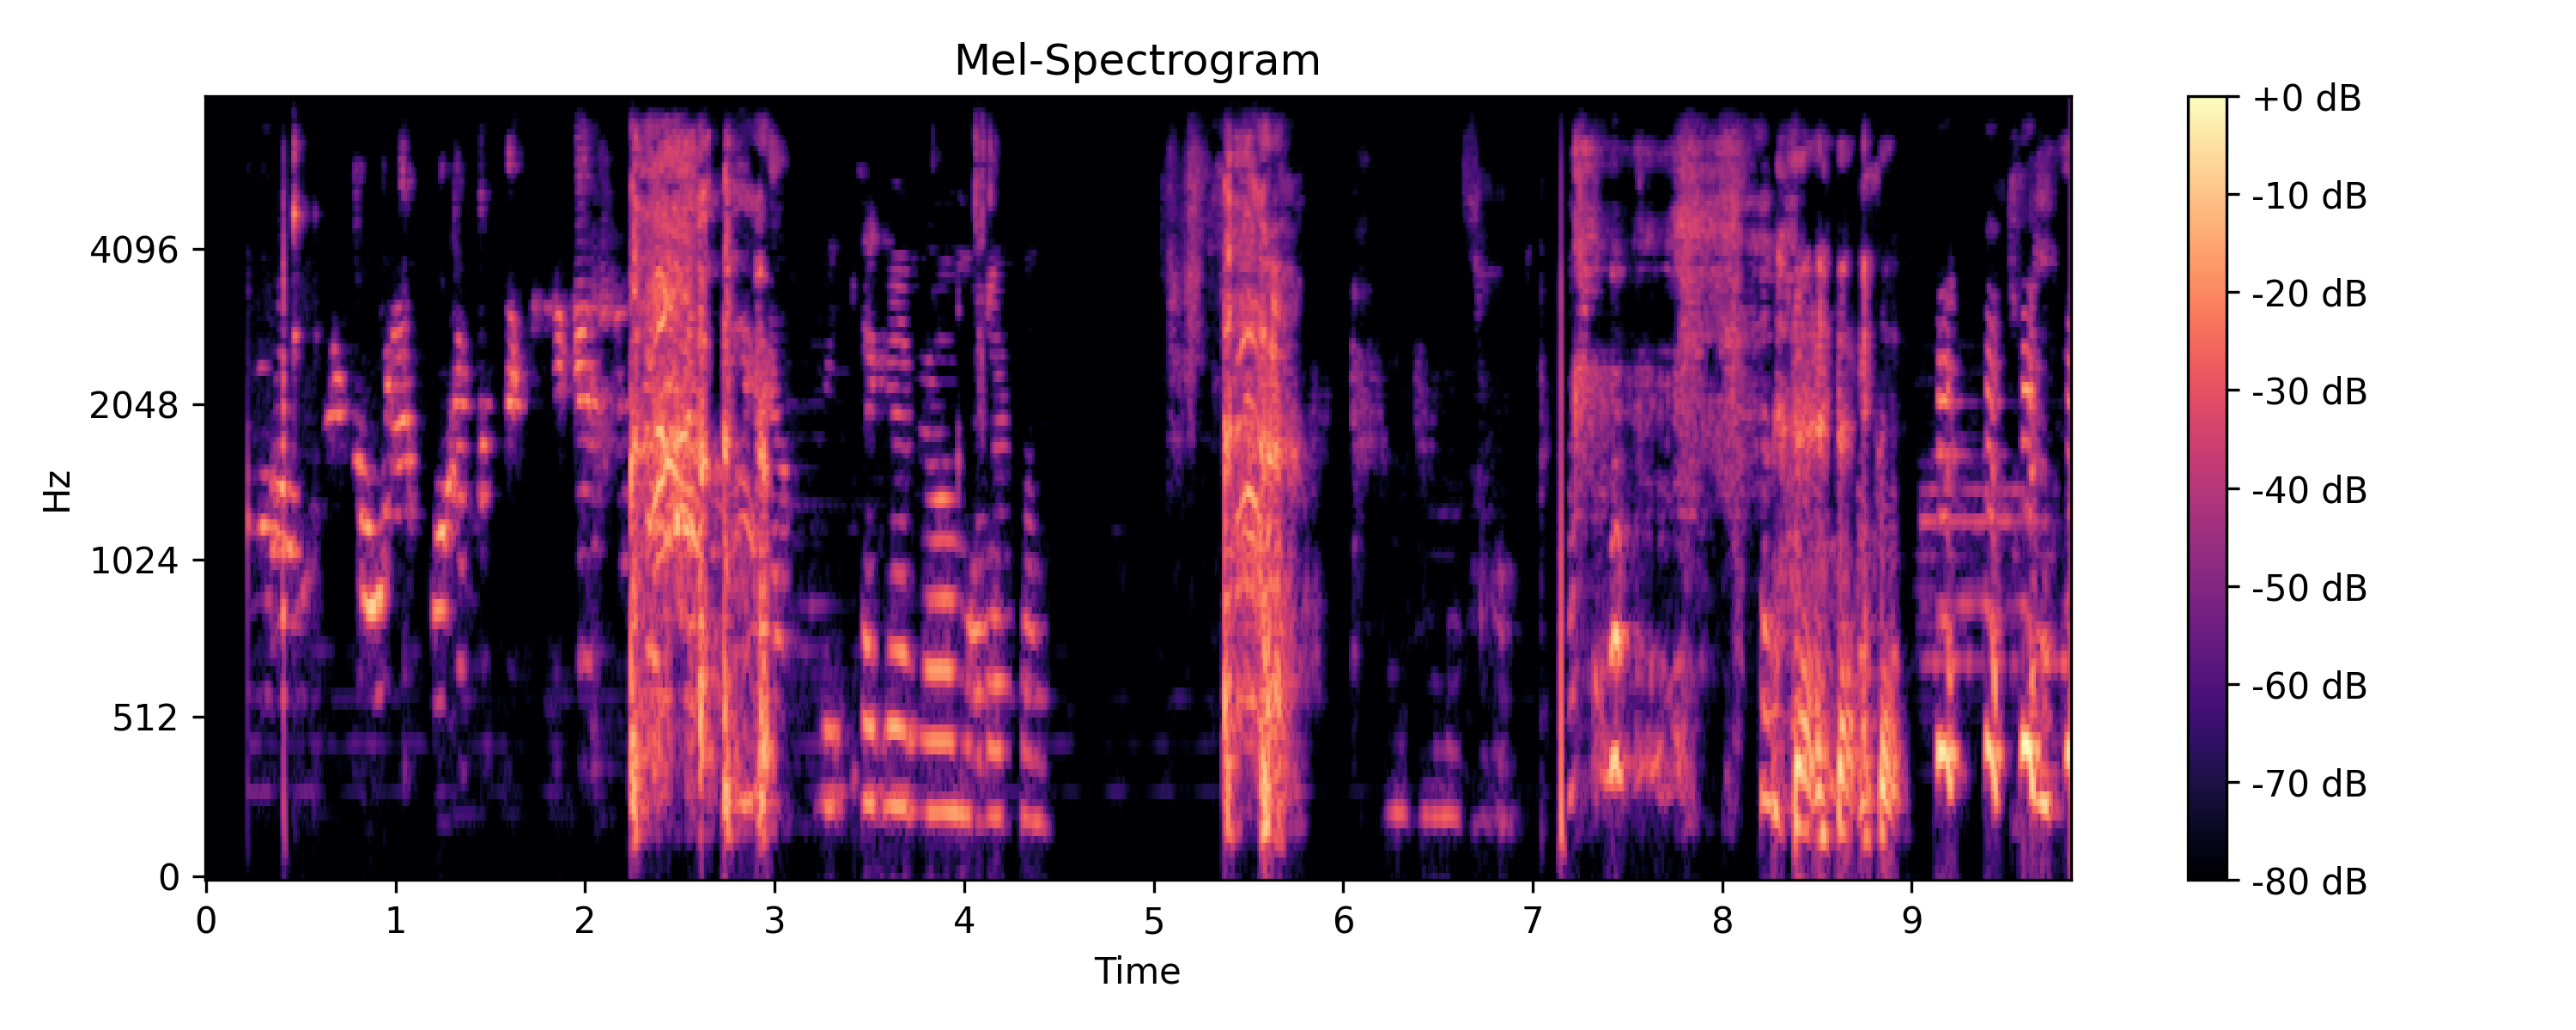 Mel-Spectrogram
+0 dB
-10 dB
-20 dB
-30 dB
-40 dB
-50 dB
-60 dB
-70 dB
-80 dB
4096
2048
1024
512
0
Hz
0 1 2 3 4 5 6 7 8 9
Time